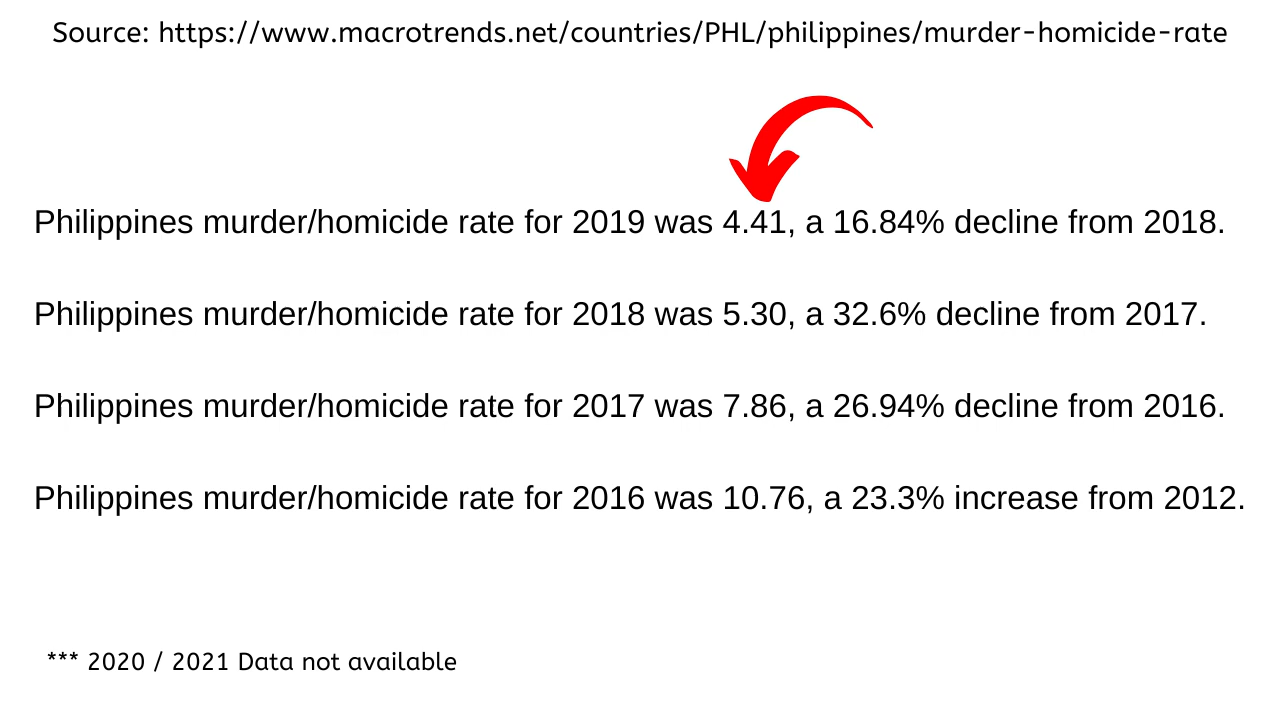 Source: https://www.macrotrends.net/countries/PHL/philippines/murder-homicide-rate
Philippines murder/homicide rate for 2019 was 4.41, a 16.84% decline from 2018.
Philippines murder/homicide rate for 2018 was 5.30, a 32.6% decline from 2017.
Philippines murder/homicide rate for 2017 was 7.86, a 26.94% decline from 2016.
Philippines murder/homicide rate for 2016 was 10.76, a 23.3% increase from 2012.
*** 2020 / 2021 Data not available